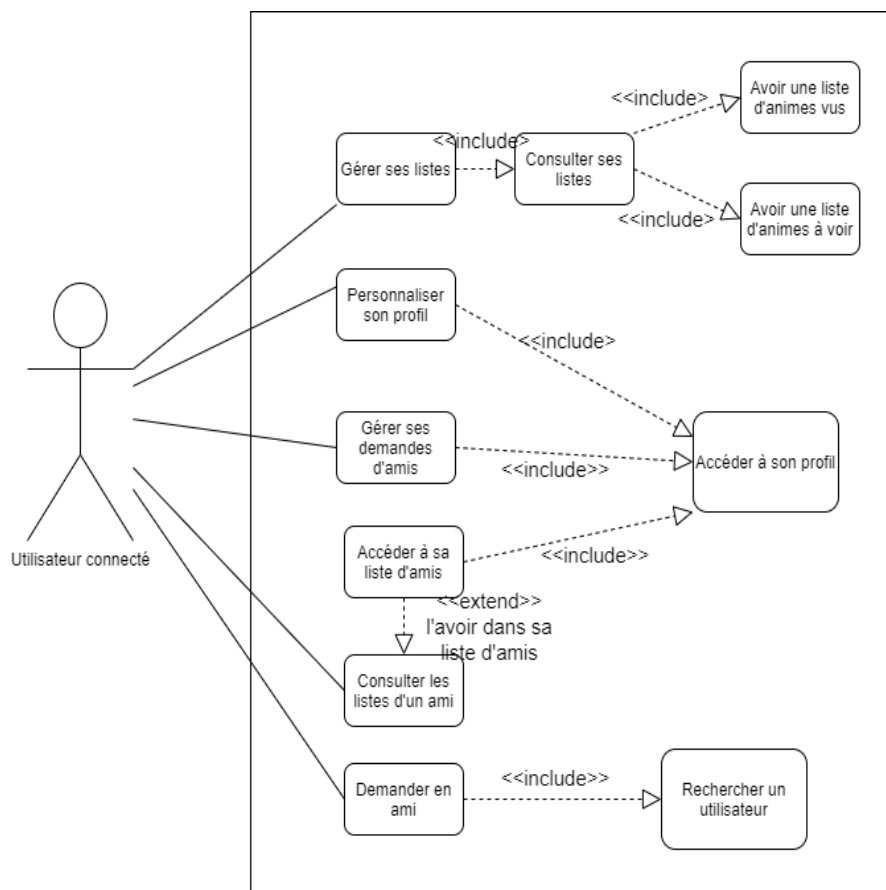 Avoir une liste
d'animes vus
<<include>
<<include>
Gérer ses listes
Consulter ses
listes
<<include>
Avoir une liste
d'animes à voir
Personnaliser
son profil
<<include>
Gérer ses
demandes
d'amis
<<include>>
Accéder à son profil
Accéder à sa
liste d'amis
<<include>>
Utilisateur connecté
<<extend>>
l'avoir dans sa
liste d'amis
Consulter les
listes d'un ami
Demander en
ami
<<include>>
Rechercher un
utilisateur